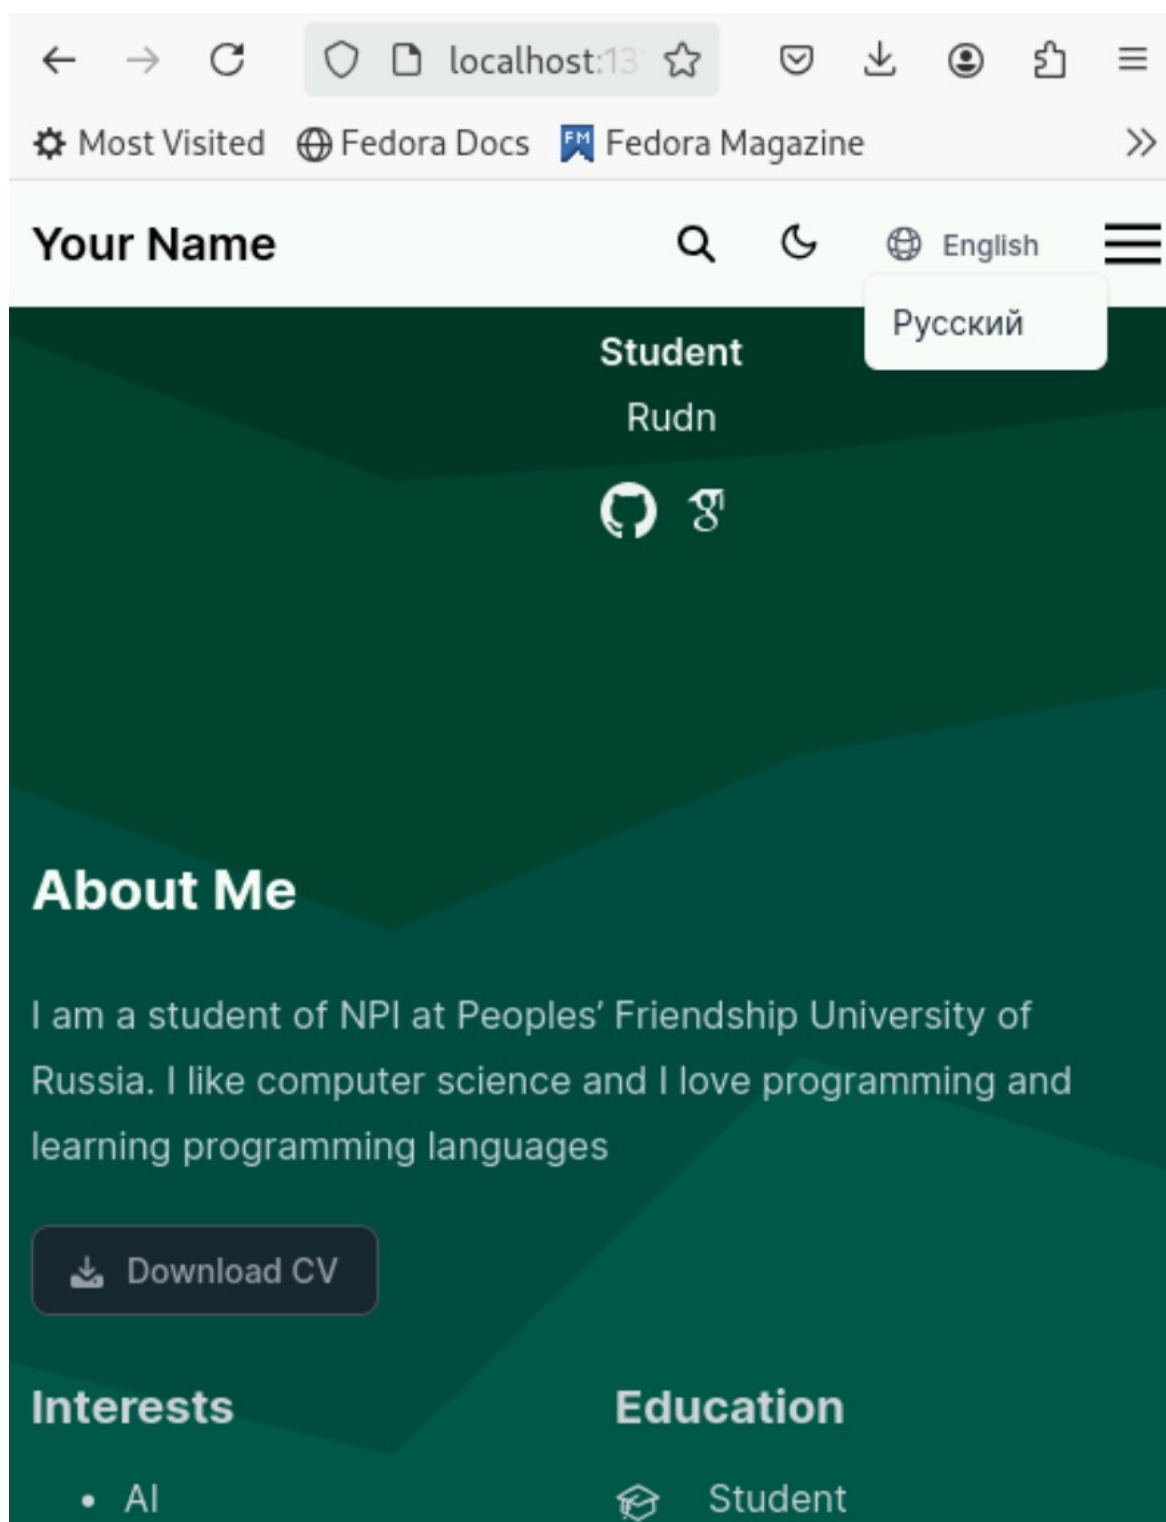 localhost:13
Most Visited Fedora Docs FM Fedora Magazine
Your Name English
Русский
Student
Rudn
About Me
I am a student of NPI at Peoples’ Friendship University of
Russia. I like computer science and I love programming and
learning programming languages
Download CV
Interests Education
• AI Student